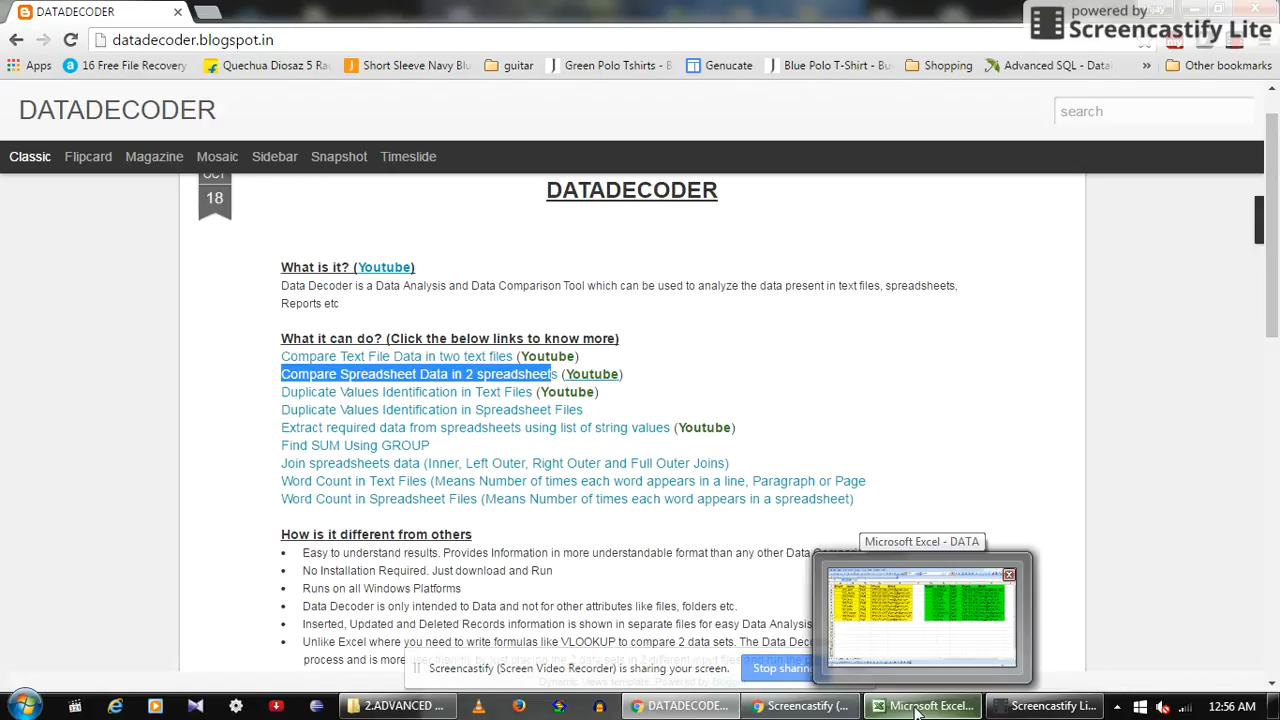 DATADECODER
powered by
Screencastify Lite
datadecoder.blogspot.in
Apps
16 Free File Recovery
Quechua Diosaz 5 Ra
Short Sleeve Navy Blu
guitar
Green Polo Tshirts - B
Genucate
Blue Polo T-Shirt - Bu
Shopping
Advanced SQL - Data
»
Other bookmarks
DATADECODER
search
Classic
Flipcard
Magazine
Mosaic
Sidebar
Snapshot
Timeslide
OCT
18
DATADECODER
What is it? (Youtube)
Data Decoder is a Data Analysis and Data Comparison Tool which can be used to analyze the data present in text files, spreadsheets,
Reports etc
What it can do? (Click the below links to know more)
Compare Text File Data in two text files (Youtube)
Compare Spreadsheet Data in 2 spreadsheets (Youtube)
Duplicate Values Identification in Text Files (Youtube)
Duplicate Values Identification in Spreadsheet Files
Extract required data from spreadsheets using list of string values (Youtube)
Find SUM Using GROUP
Join spreadsheets data (Inner, Left Outer, Right Outer and Full Outer Joins)
Word Count in Text Files (Means Number of times each word appears in a line, Paragraph or Page
Word Count in Spreadsheet Files (Means Number of times each word appears in a spreadsheet)
How is it different from others
Microsoft Excel - DATA
• Easy to understand results. Provides Information in more understandable format than any other Data
• No Installation Required. Just download and Run
• Runs on all Windows Platforms
• Data Decoder is only intended to Data and not for other attributes like files, folders etc.
• Inserted, Updated and Deleted Records information is shown in separate files for easy Data Analysis
• Unlike Excel where you need to write formulas like VLOOKUP to compare 2 data sets. The Data Dec
process and is more
Screencastify (Screen Video Recorder) is sharing your screen.
Stop sharing
Dynamic Views template. Powered by
2.ADVANCED ...
DATADECODE...
Screencastify (...
Microsoft Excel...
Screencastify Li...
12:56 AM